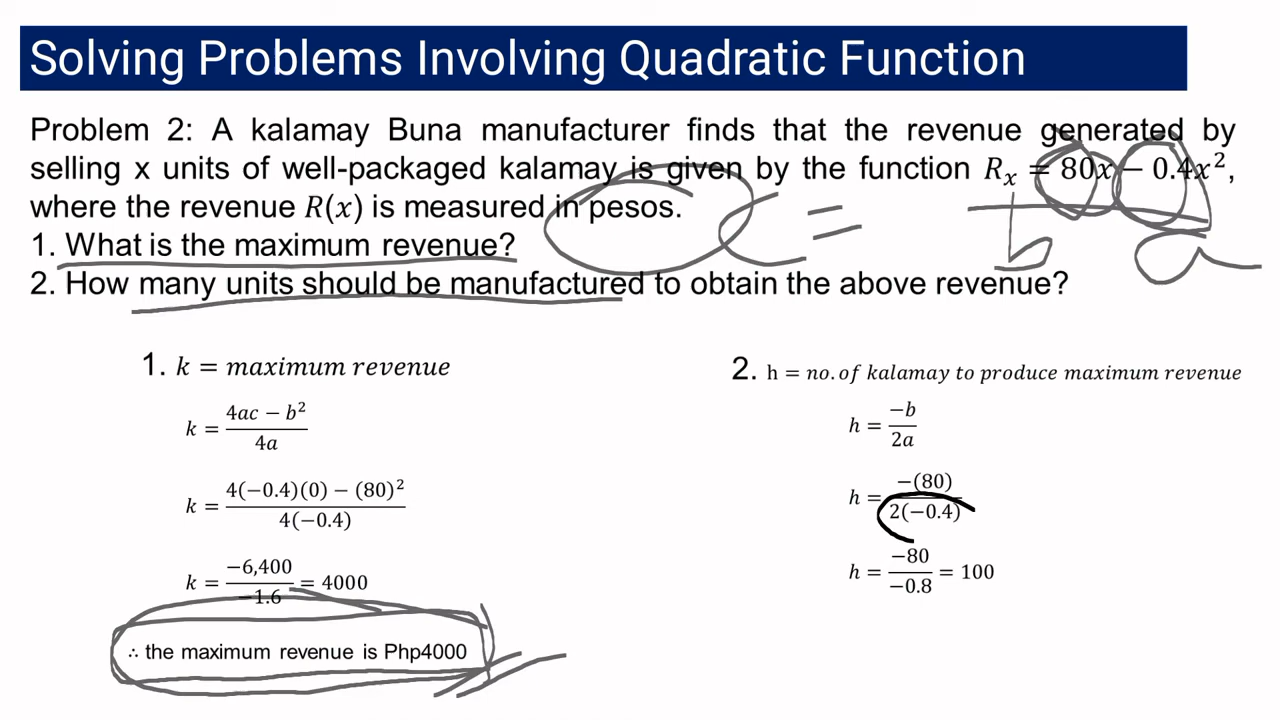 Solving Problems Involving Quadratic Function
Problem 2: A kalamay Buna manufacturer finds that the revenue generated by
selling x units of well-packaged kalamay is given by the function Rₓ = 80x − 0.4x²,
where the revenue R(x) is measured in pesos.
c =
b
a
1. What is the maximum revenue?
2. How many units should be manufactured to obtain the above revenue?
1. k = maximum revenue
k = (4ac − b²)/(4a)
k = (4(−0.4)(0) − (80)²)/(4(−0.4))
k = (−6,400)/(−1.6) = 4000
∴ the maximum revenue is Php4000
2. h = no.of kalamay to produce maximum revenue
h = (−b)/(2a)
h = (−(80))/(2(−0.4))
h = (−80)/(−0.8) = 100